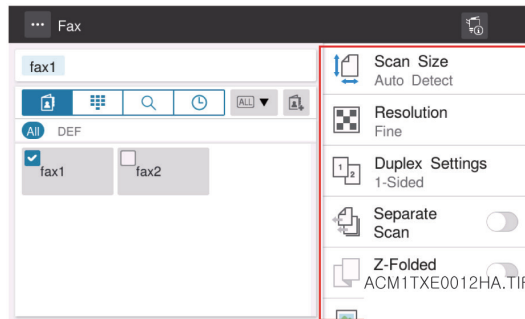 Fax
fax1
ALL
All DEF
fax1
fax2
Scan Size
Auto Detect
Resolution
Fine
Duplex Settings
1-Sided
Separate
Scan
Z-Folded
ACM1TXE0012HA.TIF